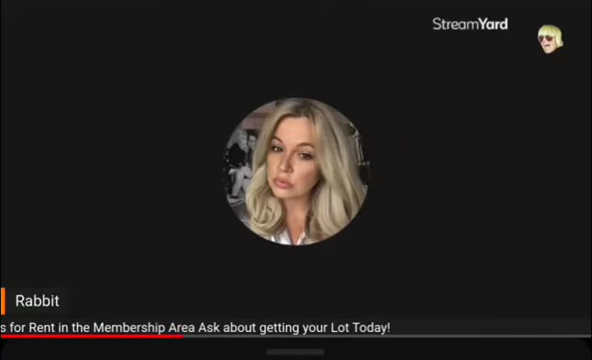 StreamYard
Rabbit
s for Rent in the Membership Area Ask about getting your Lot Today!